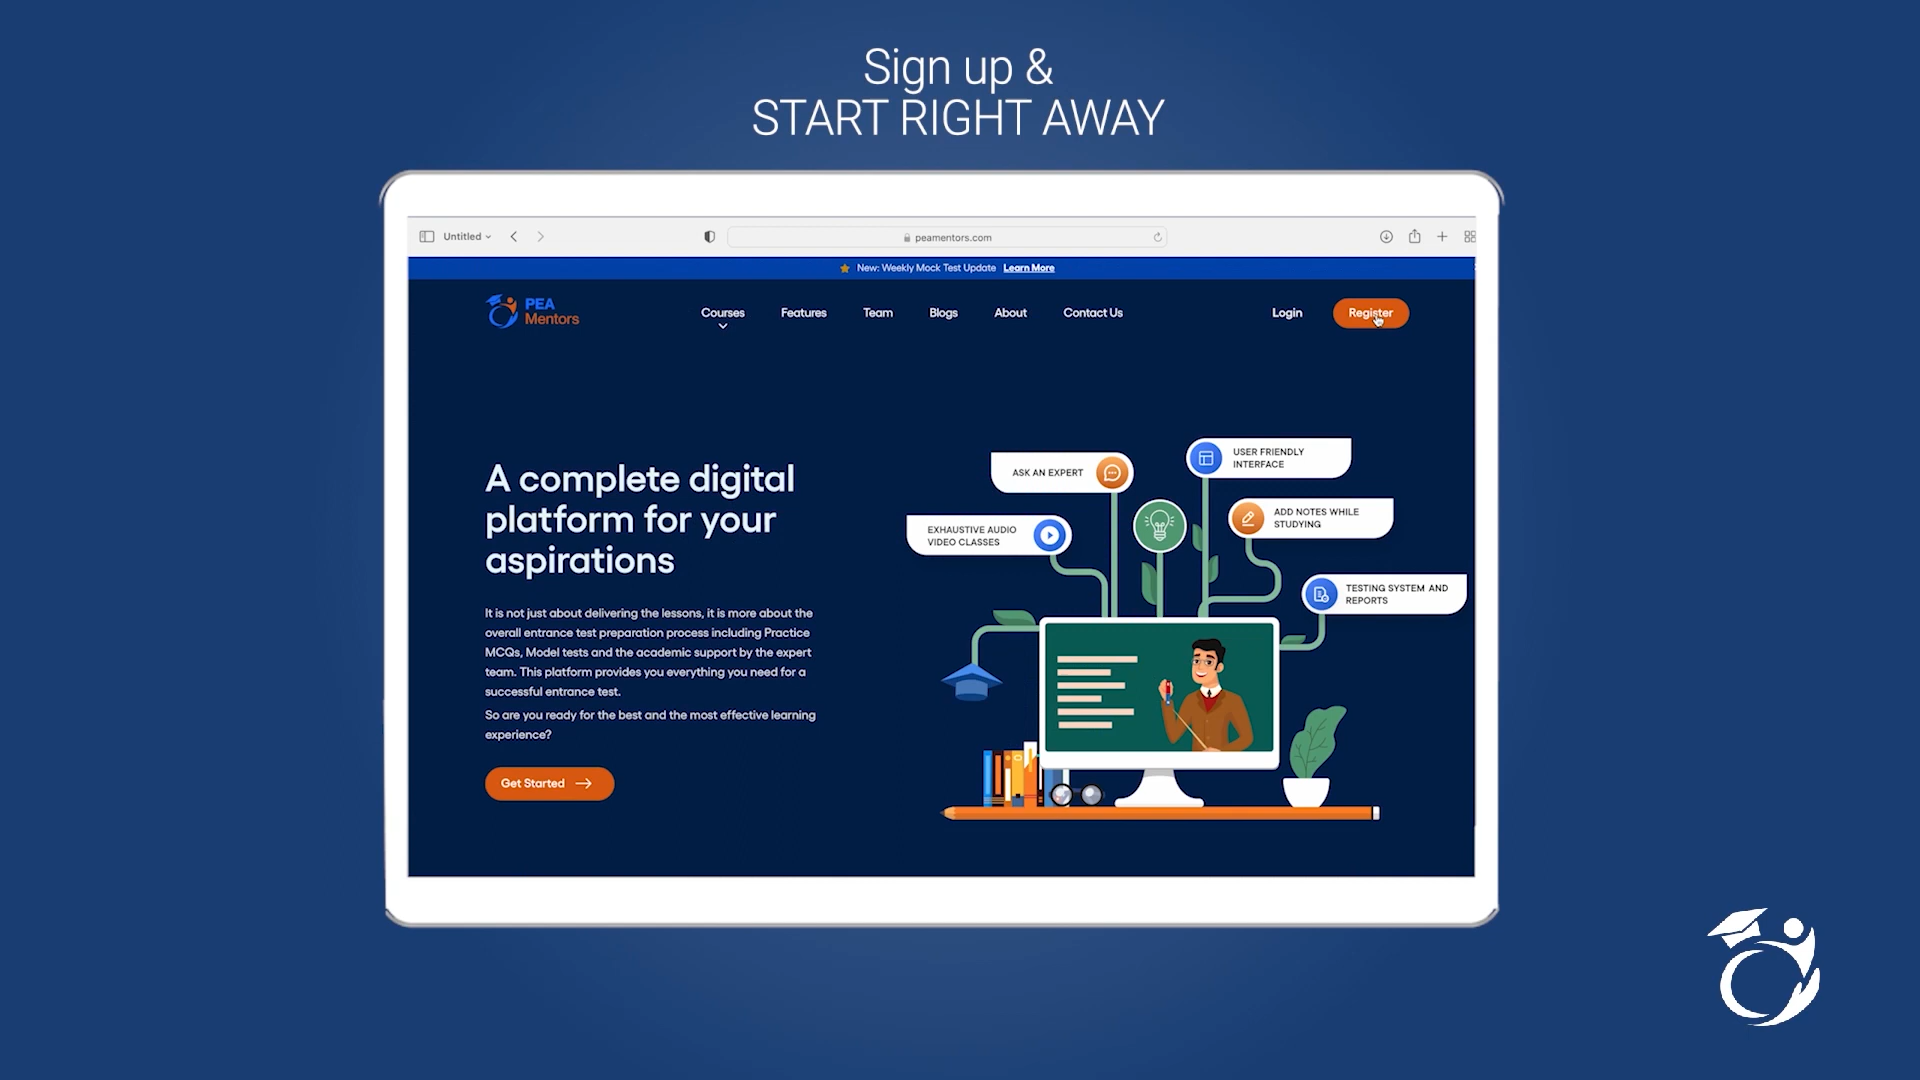 Sign up &
START RIGHT AWAY
Untitled
peamentors.com
New: Weekly Mock Test Update Learn More
PEA
Mentors
Courses Features Team Blogs About Contact Us Login Register
A complete digital
platform for your
aspirations
It is not just about delivering the lessons, it is more about the
overall entrance test preparation process including Practice
MCQs, Model tests and the academic support by the expert
team. This platform provides you everything you need for a
successful entrance test.
So are you ready for the best and the most effective learning
experience?
Get Started
ASK AN EXPERT
USER FRIENDLY
INTERFACE
EXHAUSTIVE AUDIO
VIDEO CLASSES
ADD NOTES WHILE
STUDYING
TESTING SYSTEM AND
REPORTS